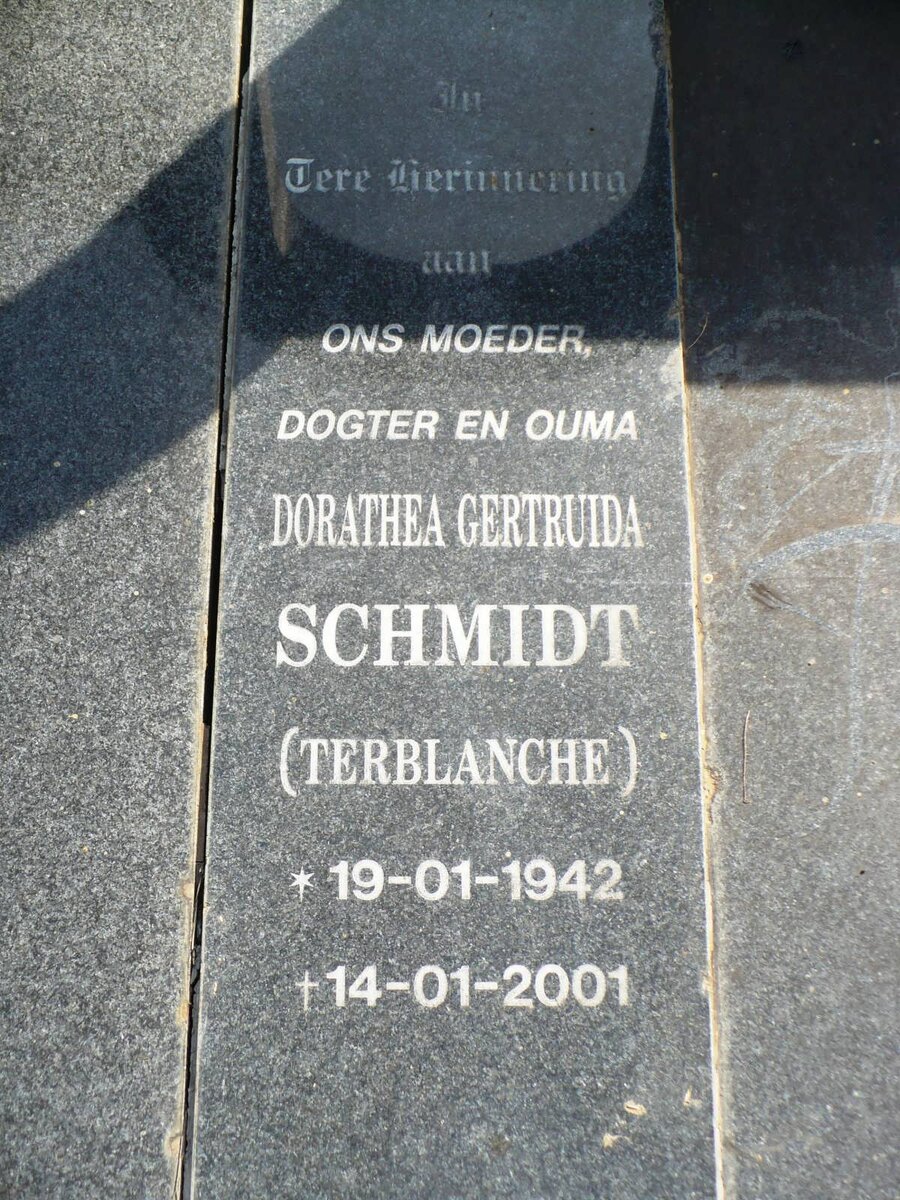 In
Tere Herinnering
aan
ONS MOEDER,
DOGTER EN OUMA
DORATHEA GERTRUIDA
SCHMIDT
(TERBLANCHE)
* 19-01-1942
†14-01-2001